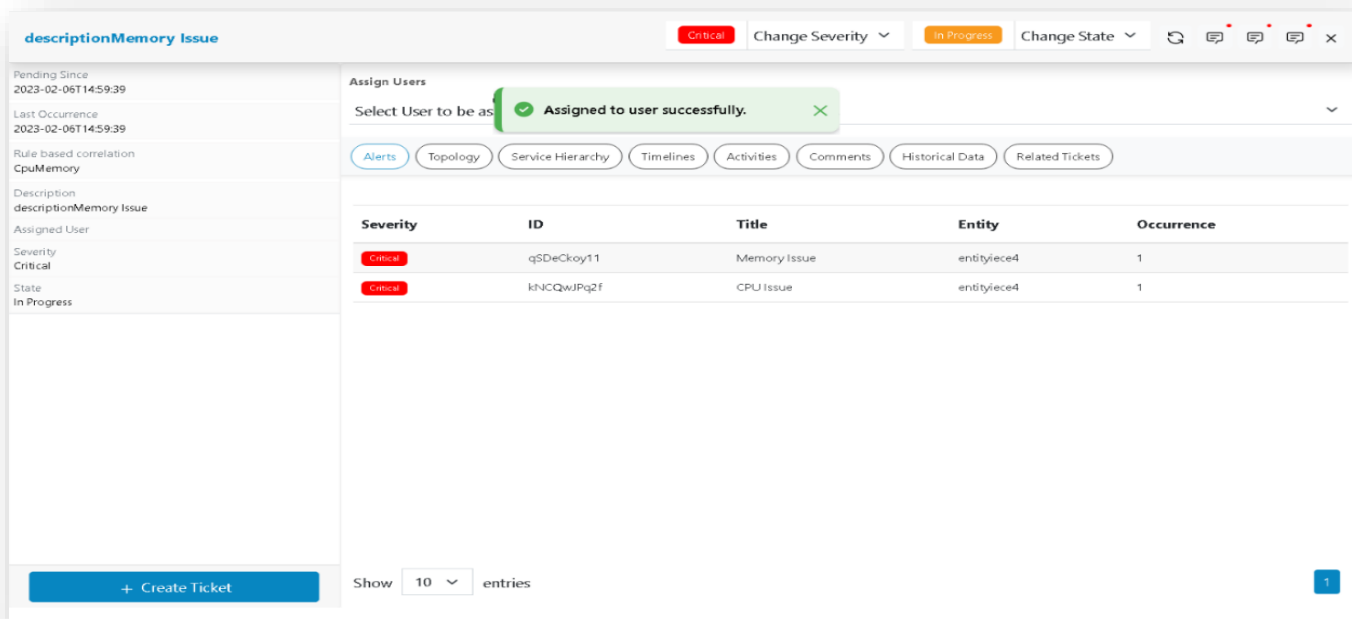 descriptionMemory Issue
Critical Change Severity In Progress Change State
Pending Since
2023-02-06T14:59:39
Last Occurrence
2023-02-06T14:59:39
Rule based correlation
CpuMemory
Description
descriptionMemory Issue
Assigned User
Severity
Critical
State
In Progress
+ Create Ticket
Assign Users
Select User to be as
Assigned to user successfully.
Alerts Topology Service Hierarchy Timelines Activities Comments Historical Data Related Tickets
Severity ID Title Entity Occurrence
Critical qSDeCkoy11 Memory Issue entityiece4 1
Critical kNCQwJPq2f CPU Issue entityiece4 1
Show 10 entries
1